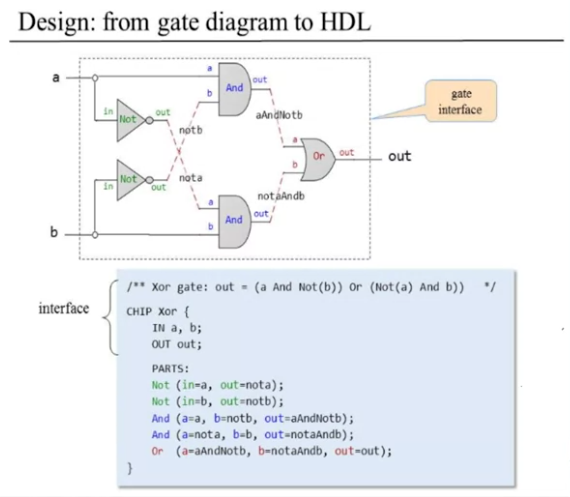 Design: from gate diagram to HDL
a
a
b
And
out
gate
interface
in
Not
out
notb
aAndNotb
a
b
Or
out
out
in
Not
out
nota
notaAndb
a
b
And
out
b
interface
/** Xor gate: out = (a And Not(b)) Or (Not(a) And b)) */
CHIP Xor {
IN a, b;
OUT out;
PARTS:
Not (in=a, out=nota);
Not (in=b, out=notb);
And (a=a, b=notb, out=aAndNotb);
And (a=nota, b=b, out=notaAndb);
Or (a=aAndNotb, b=notaAndb, out=out);
}